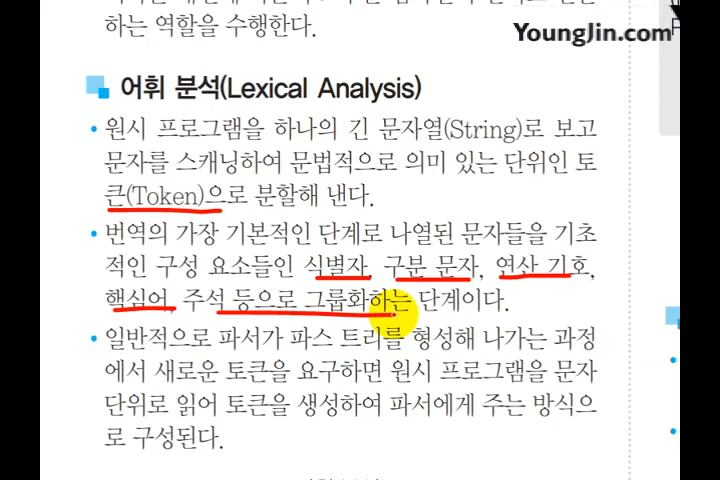 하는 역할을 수행한다.
YoungJin.com
어휘 분석(Lexical Analysis)
• 원시 프로그램을 하나의 긴 문자열(String)로 보고
문자를 스캐닝하여 문법적으로 의미 있는 단위인 토
큰(Token)으로 분할해 낸다.
• 번역의 가장 기본적인 단계로 나열된 문자들을 기초
적인 구성 요소들인 식별자, 구분 문자, 연산 기호,
핵심어, 주석 등으로 그룹화하는 단계이다.
• 일반적으로 파서가 파스 트리를 형성해 나가는 과정
에서 새로운 토큰을 요구하면 원시 프로그램을 문자
단위로 읽어 토큰을 생성하여 파서에게 주는 방식으
로 구성된다.